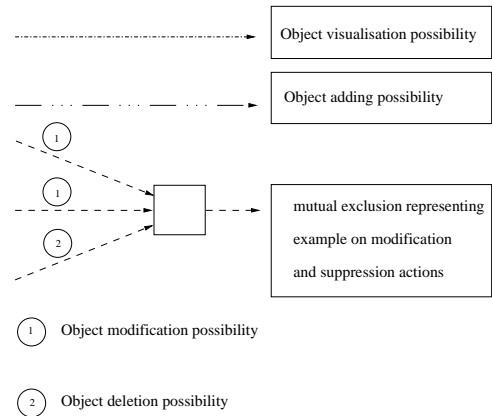 Object visualisation possibility
Object adding possibility
1
1
2
mutual exclusion representing
example on modification
and suppression actions
1 Object modification possibility
2 Object deletion possibility